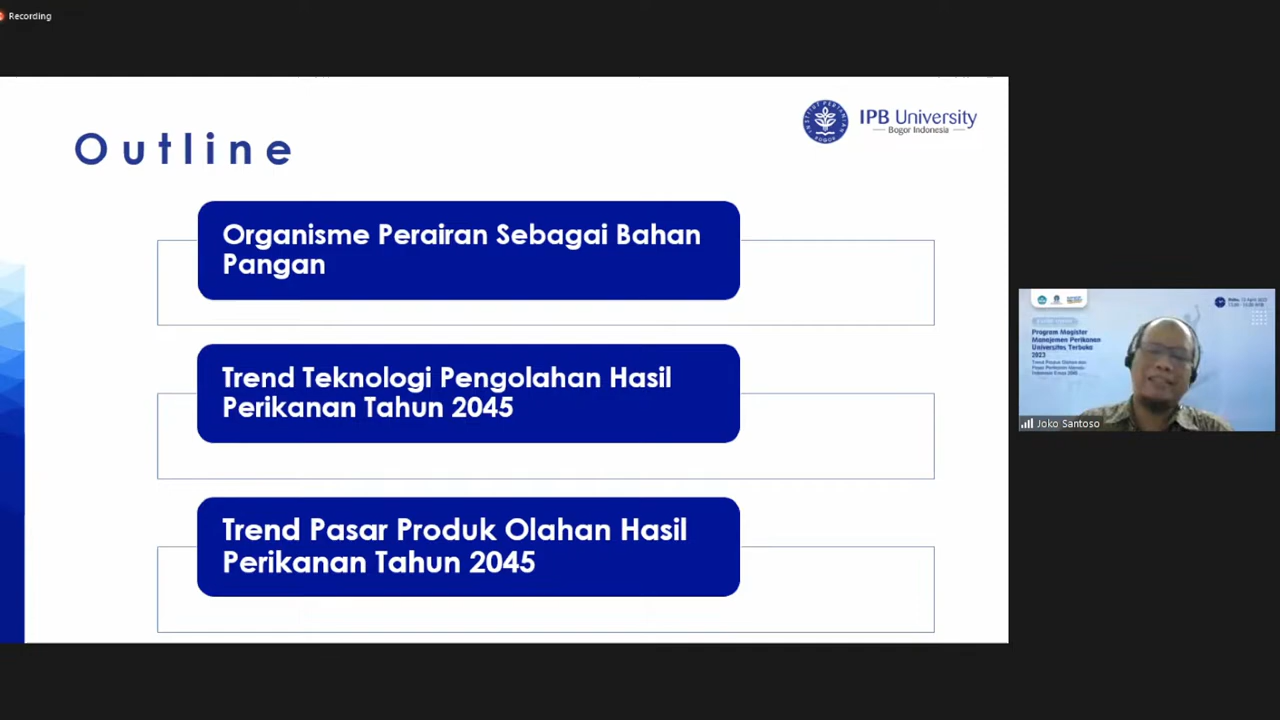 Recording
Outline
IPB University
Bogor Indonesia
Organisme Perairan Sebagai Bahan
Pangan
Trend Teknologi Pengolahan Hasil
Perikanan Tahun 2045
Trend Pasar Produk Olahan Hasil
Perikanan Tahun 2045
Program Magister
Manajemen Perikanan
Universitas Terbuka
2023
Joko Santoso